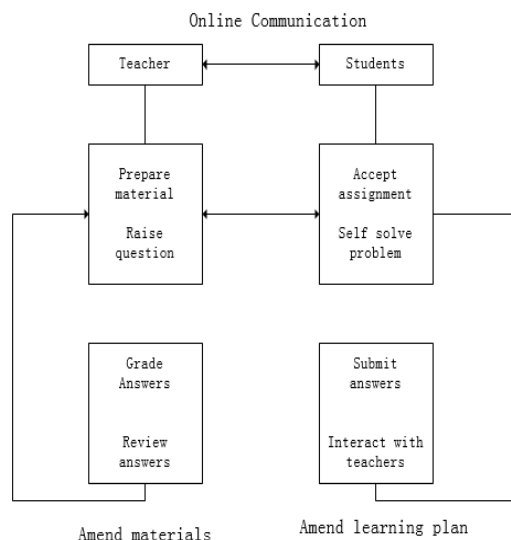 Online Communication
Teacher
Students
Prepare
material
Raise
question
Accept
assignment
Self solve
problem
Grade
Answers
Review
answers
Submit
answers
Interact with
teachers
Amend materials
Amend learning plan